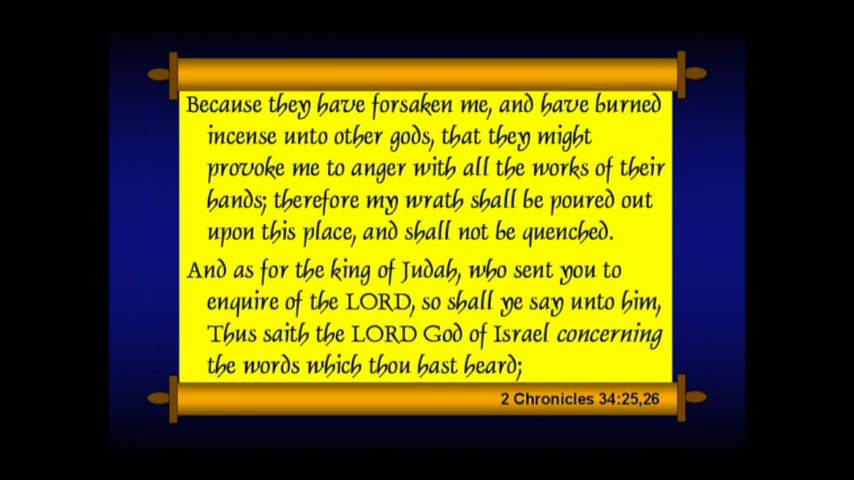 Because they have forsaken me, and have burned
incense unto other gods, that they might
provoke me to anger with all the works of their
hands; therefore my wrath shall be poured out
upon this place, and shall not be quenched.
And as for the king of Judah, who sent you to
enquire of the LORD, so shall ye say unto him,
Thus saith the LORD God of Israel concerning
the words which thou hast heard;
2 Chronicles 34:25,26